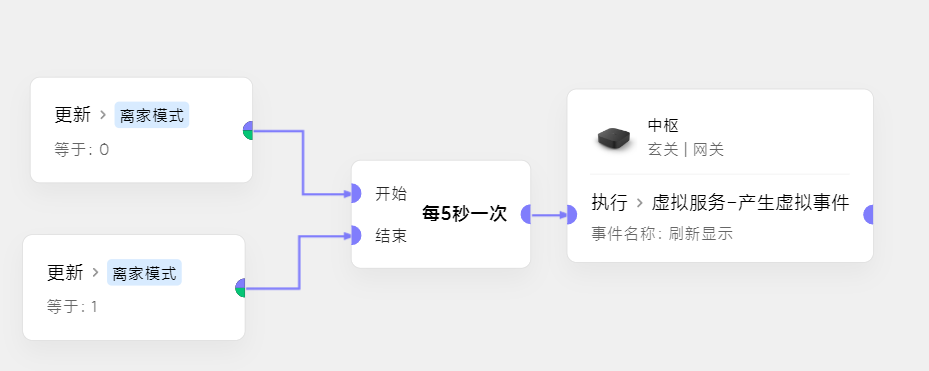 更新 > 离家模式
等于: 0
更新 > 离家模式
等于: 1
开始
每5秒一次
结束
中枢
玄关 | 网关
执行 > 虚拟服务-产生虚拟事件
事件名称: 刷新显示